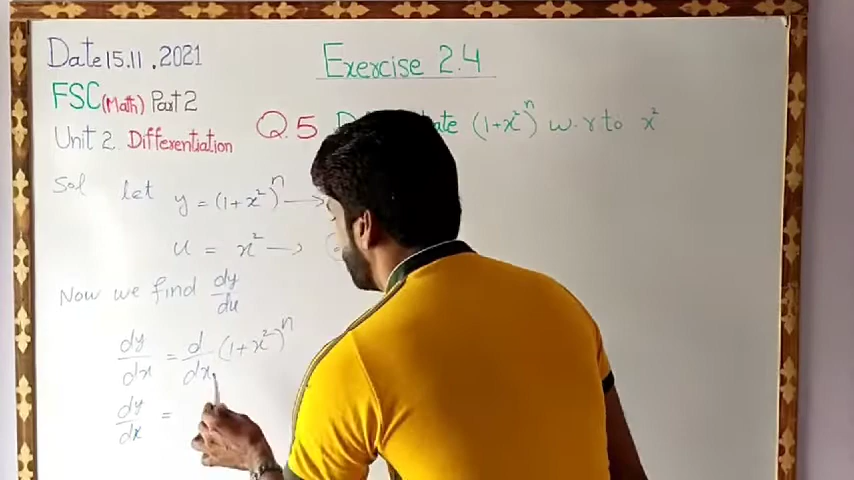 Date 15.11.2021
Exercise 2.4
FSC (Math) Part 2
Unit 2. Differentiation
Q.5 (1+x²)ⁿ w.r to x²
Sol let y = (1+x²)ⁿ →
u = x² →
Now we find dy/du
dy/dx = d/dx (1+x²)ⁿ
dy/dx =